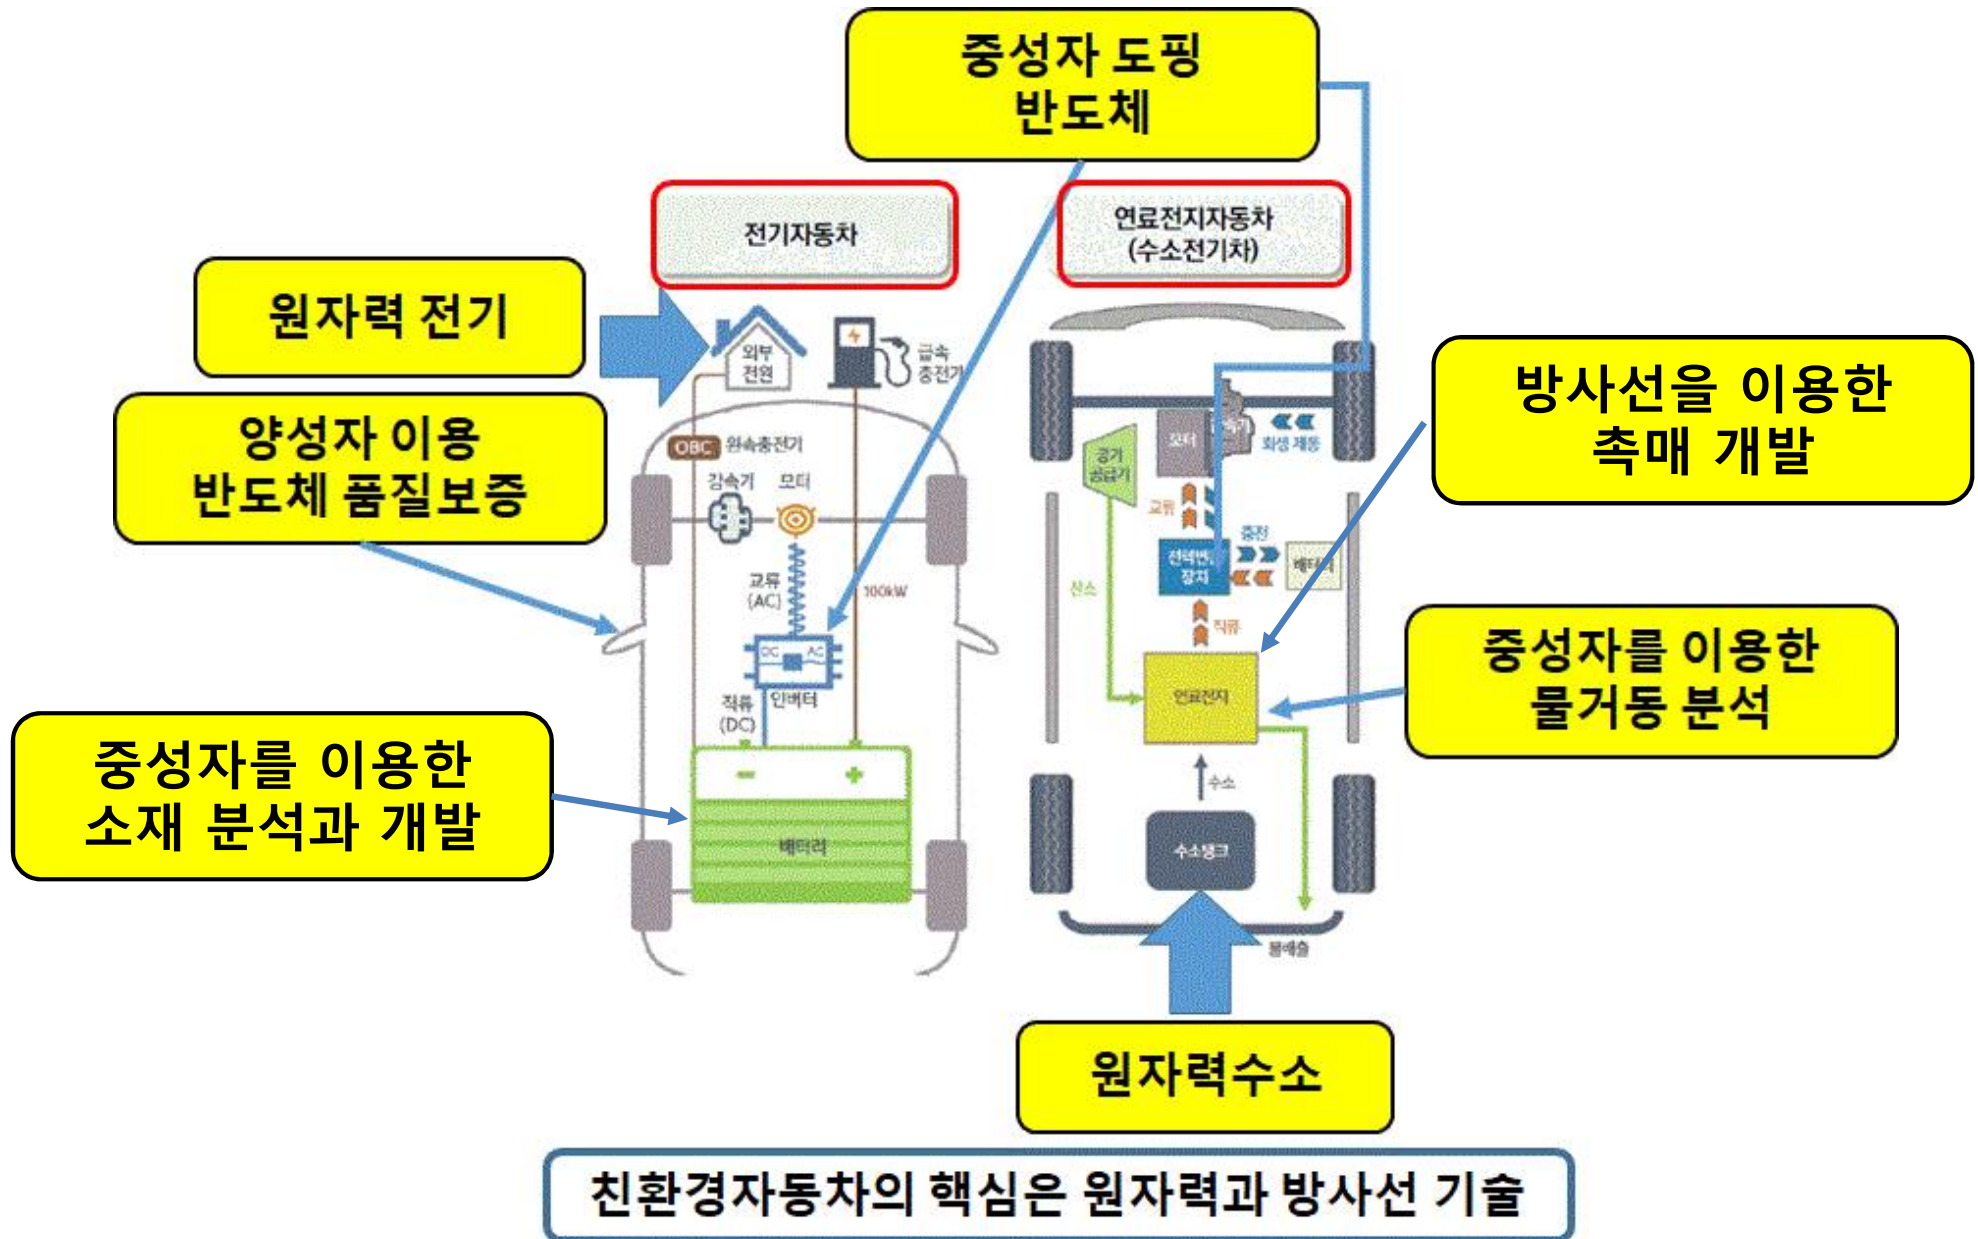 중성자 도핑
반도체
전기자동차
연료전지자동차
(수소전기차)
원자력 전기
외부
전원
급속
충전기
양성자 이용
반도체 품질보증
OBC 완속충전기
감속기
모터
교류
(AC)
100kW
DC
AC
직류
(DC)
인버터
배터리
중성자를 이용한
소재 분석과 개발
방사선을 이용한
촉매 개발
모터
회생 제동
공기
공급기
교류
충전
장치
산소
직류
중성자를 이용한
물거동 분석
연료전지
수소
수소탱크
물배출
원자력수소
친환경자동차의 핵심은 원자력과 방사선 기술